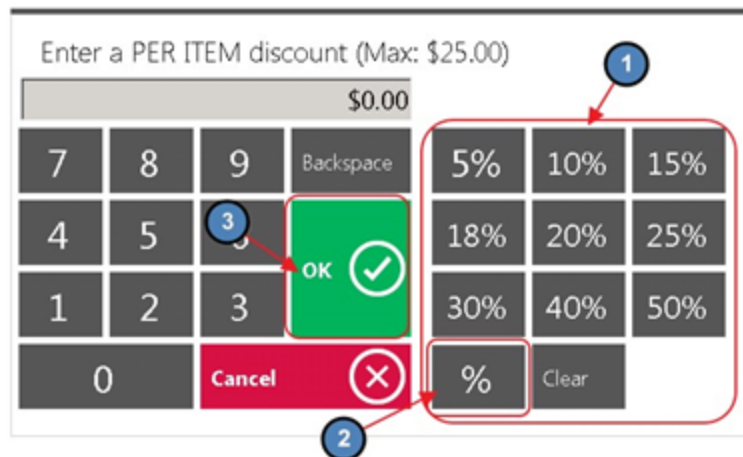 Enter a PER ITEM discount (Max: $25.00)
1
$0.00
7 8 9 Backspace 5% 10% 15%
3
4 5 OK 18% 20% 25%
1 2 3 30% 40% 50%
0 Cancel % Clear
2